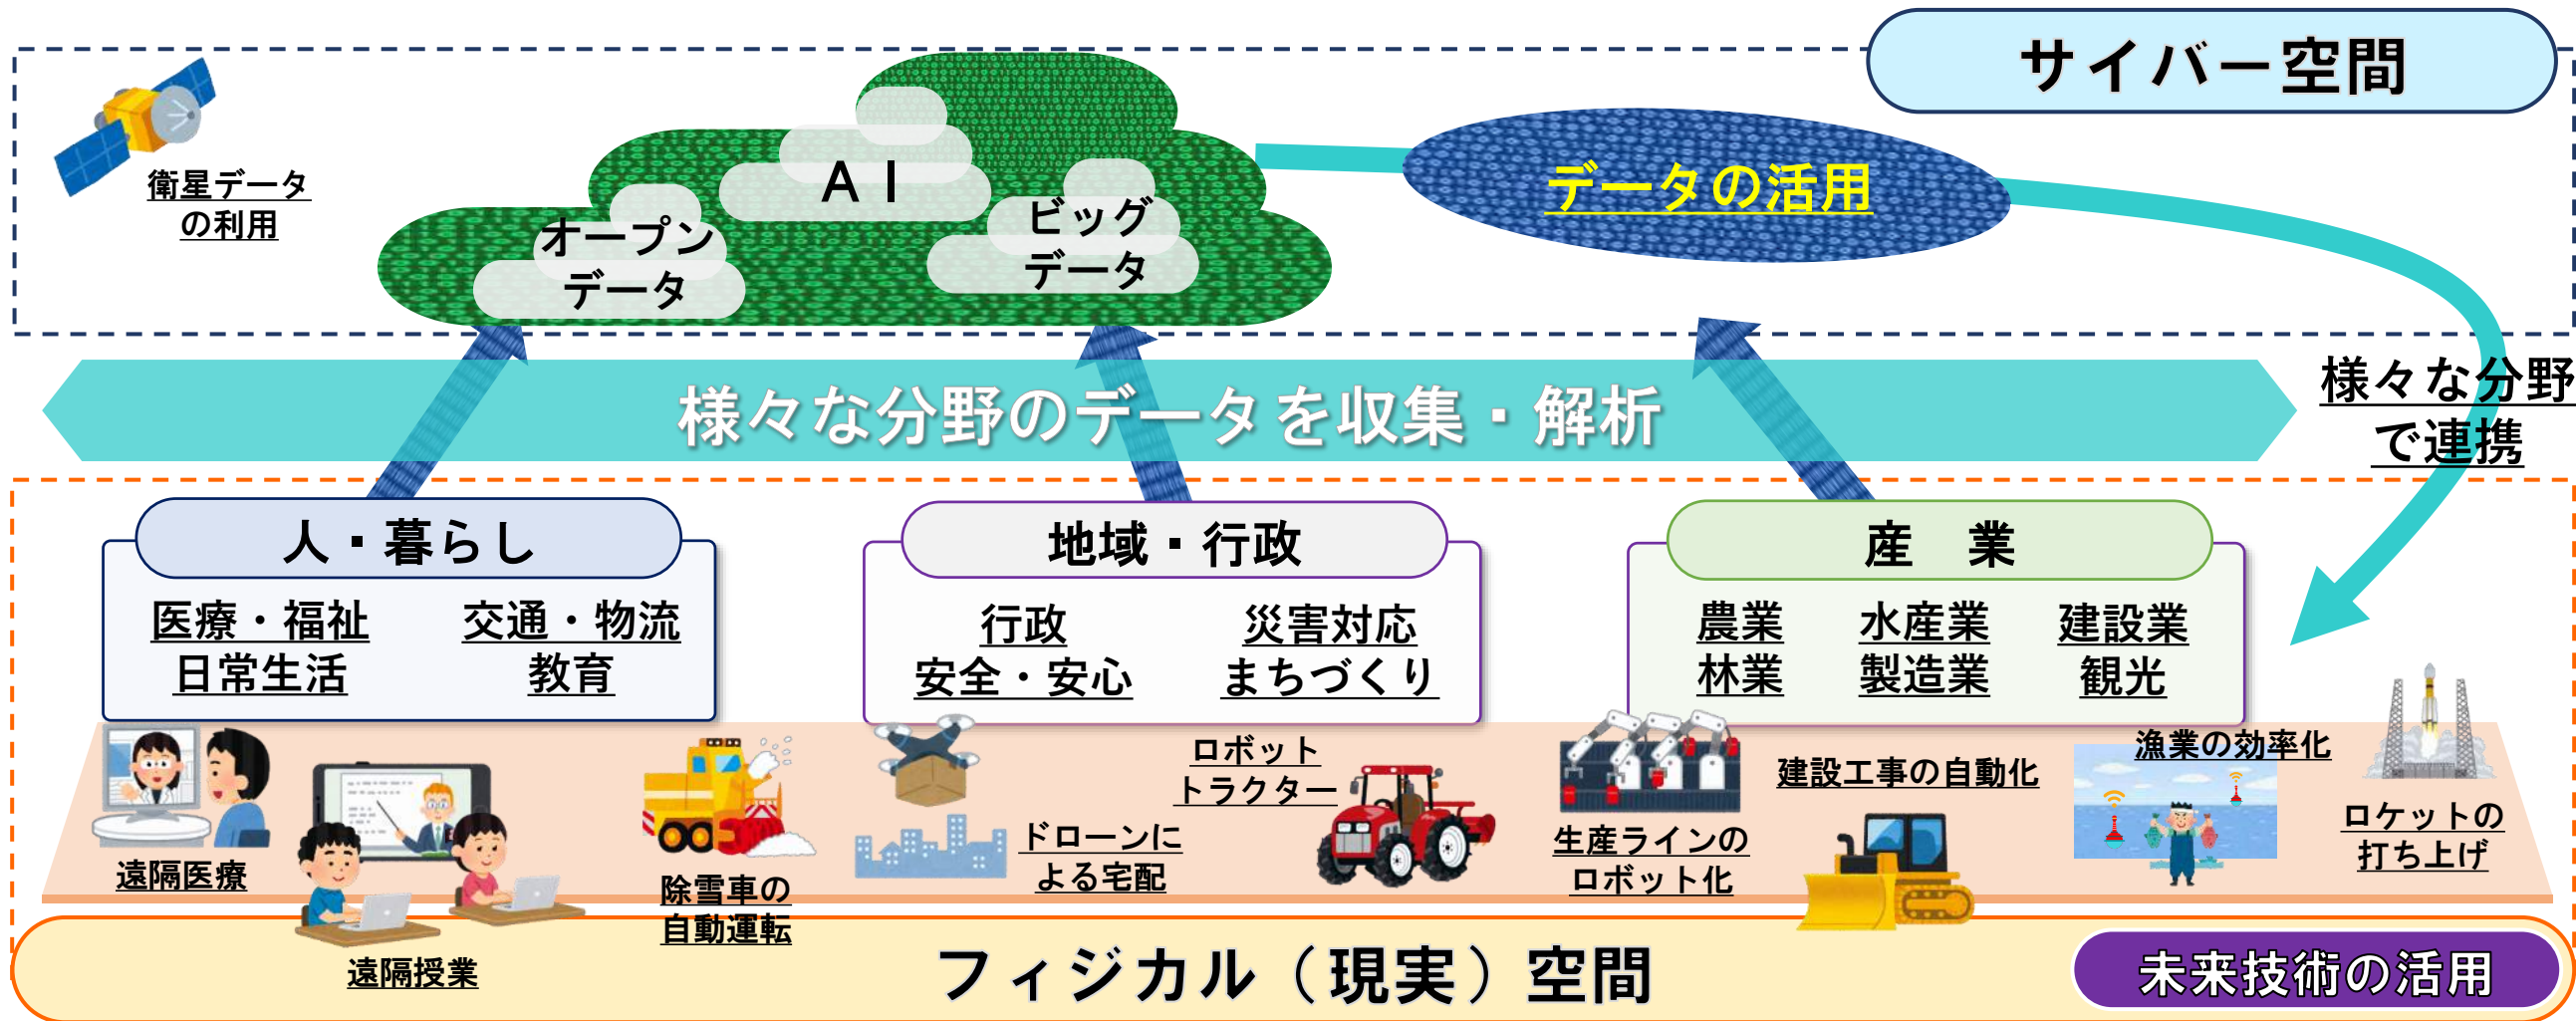 サイバー空間
衛星データ
の利用
ＡＩ
オープン
データ
ビッグ
データ
データの活用
様々な分野のデータを収集・解析
様々な分野
で連携
人・暮らし
医療・福祉 交通・物流
日常生活 教育
地域・行政
行政 災害対応
安全・安心 まちづくり
産　業
農業 水産業 建設業
林業 製造業 観光
遠隔医療
遠隔授業
除雪車の
自動運転
ドローンに
よる宅配
ロボット
トラクター
生産ラインの
ロボット化
建設工事の自動化
漁業の効率化
ロケットの
打ち上げ
フィジカル（現実）空間
未来技術の活用